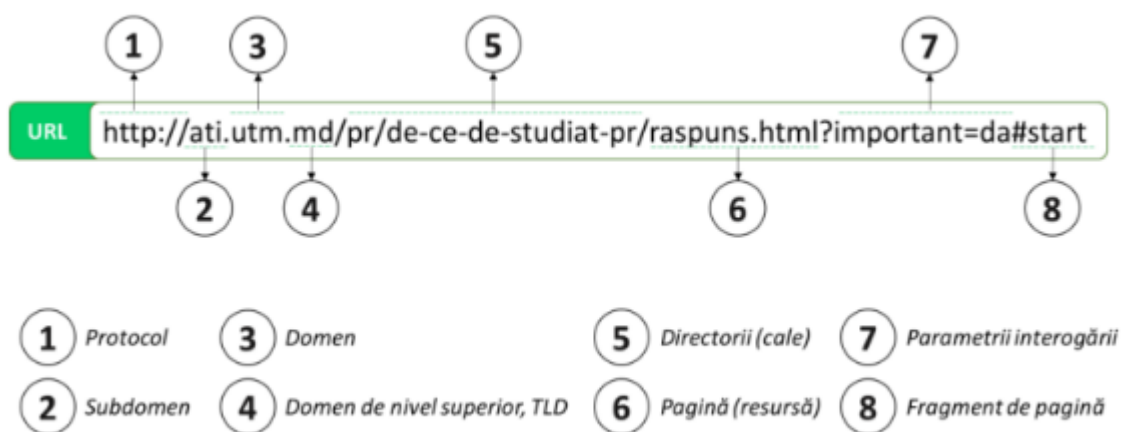 1 3 5 7
URL http://ati.utm.md/pr/de-ce-de-studiat-pr/raspuns.html?important=da#start
2 4 6 8
1 Protocol 3 Domen 5 Directorii (cale) 7 Parametrii interogării
2 Subdomen 4 Domen de nivel superior, TLD 6 Pagină (resursă) 8 Fragment de pagină